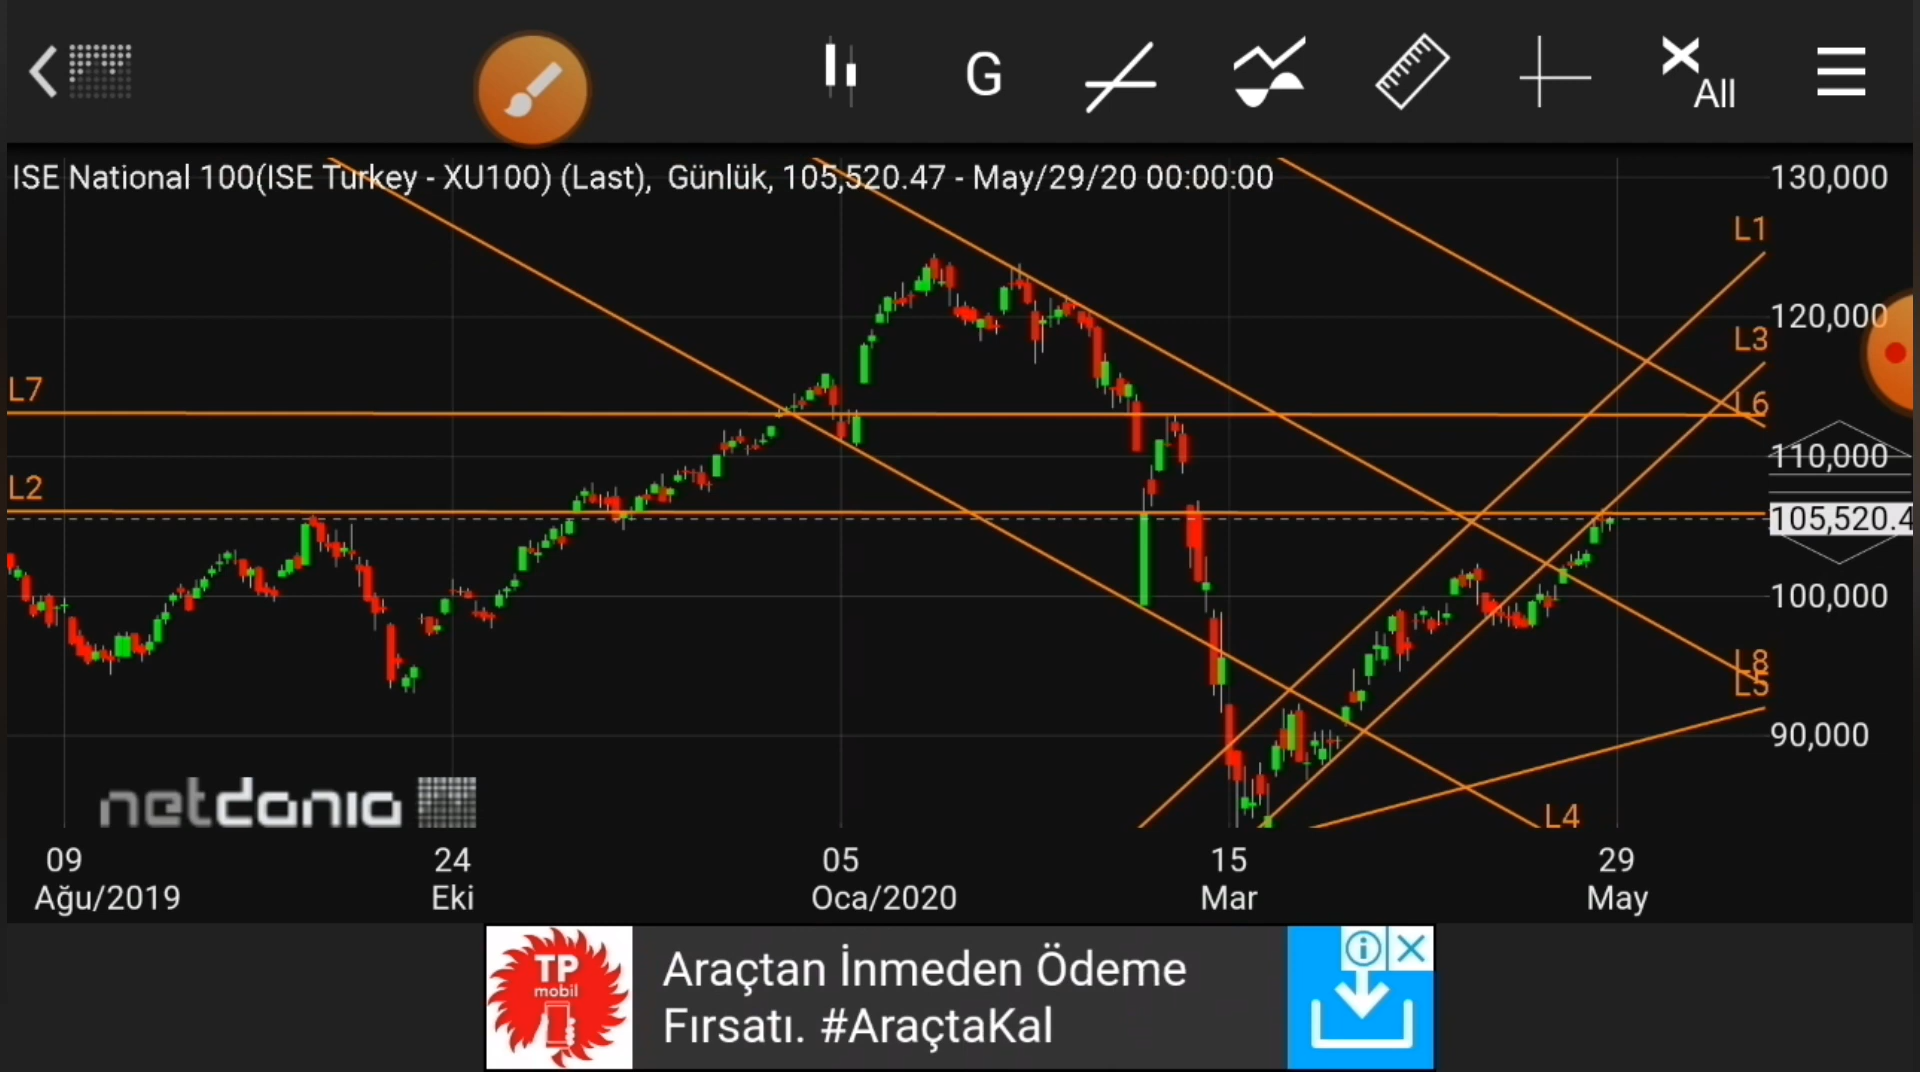 G
All
ISE National 100(ISE Turkey - XU100) (Last), Günlük, 105,520.47 - May/29/20 00:00:00
130,000
L1
120,000
L3
L7
L6
110,000
L2
105,520.4
100,000
L8
L5
90,000
netdania
L4
09
24
05
15
29
Ağu/2019
Eki
Oca/2020
Mar
May
TP
mobil
Araçtan İnmeden Ödeme
Fırsatı. #AraçtaKal